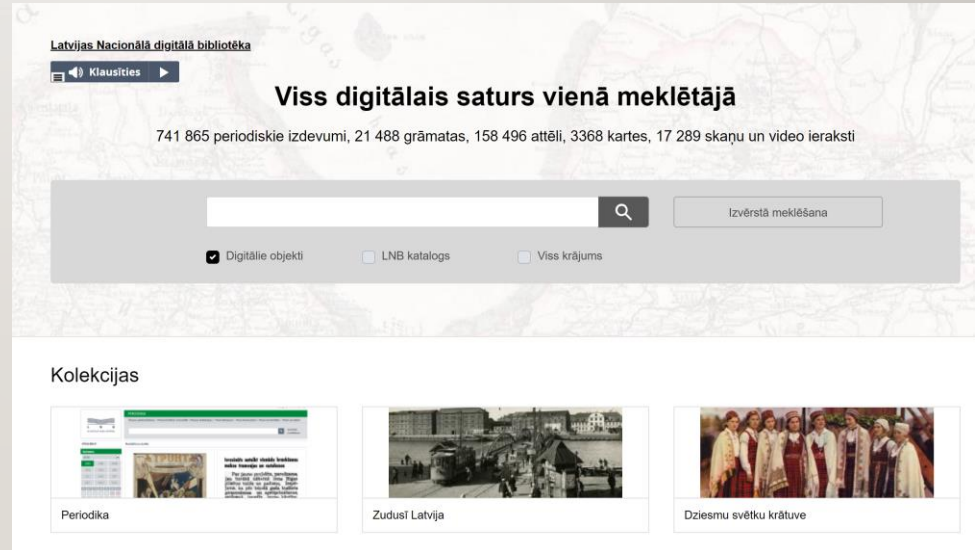 Latvijas Nacionālā digitālā bibliotēka
Klausīties
Viss digitālais saturs vienā meklētājā
741 865 periodiskie izdevumi, 21 488 grāmatas, 158 496 attēli, 3368 kartes, 17 289 skaņu un video ieraksti
Izvērstā meklēšana
Digitālie objekti
LNB katalogs
Viss krājums
Kolekcijas
Periodika
Zudusī Latvija
Dziesmu svētku krātuve